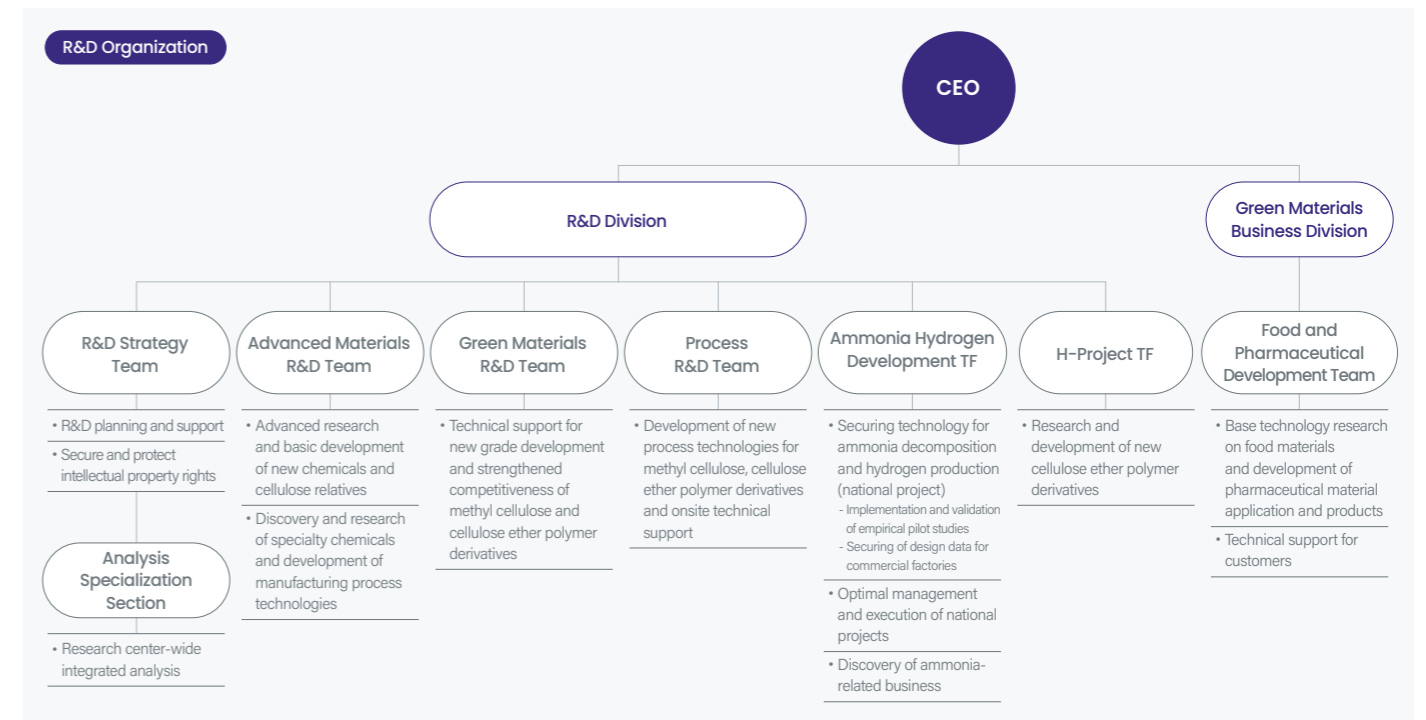 R&D Organization
CEO
R&D Division
Green Materials
Business Division
R&D Strategy
Team
• R&D planning and support
• Secure and protect
intellectual property rights
Analysis
Specialization
Section
• Research center-wide
integrated analysis
Advanced Materials
R&D Team
• Advanced research
and basic development
of new chemicals and
cellulose relatives
• Discovery and research
of specialty chemicals
and development of
manufacturing process
technologies
Green Materials
R&D Team
• Technical support for
new grade development
and strengthened
competitiveness of
methyl cellulose and
cellulose ether polymer
derivatives
Process
R&D Team
• Development of new
process technologies for
methyl cellulose, cellulose
ether polymer derivatives
and onsite technical
support
Ammonia Hydrogen
Development TF
• Securing technology for
ammonia decomposition
and hydrogen production
(national project)
- Implementation and validation
of empirical pilot studies
- Securing of design data for
commercial factories
• Optimal management
and execution of national
projects
• Discovery of ammonia-
related business
H-Project TF
• Research and
development of new
cellulose ether polymer
derivatives
Food and
Pharmaceutical
Development Team
• Base technology research
on food materials
and development of
pharmaceutical material
application and products
• Technical support for
customers